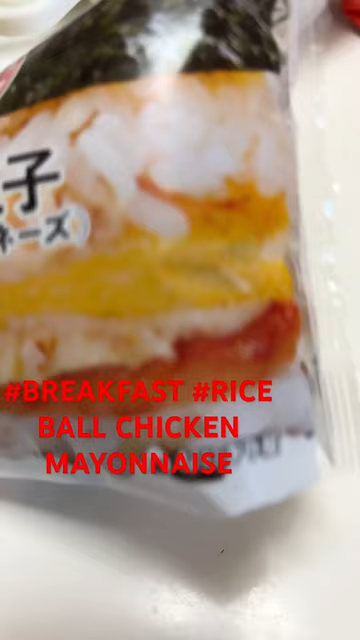 子
ネーズ)
#BREAKFAST #RICE
BALL CHICKEN
MAYONNAISE